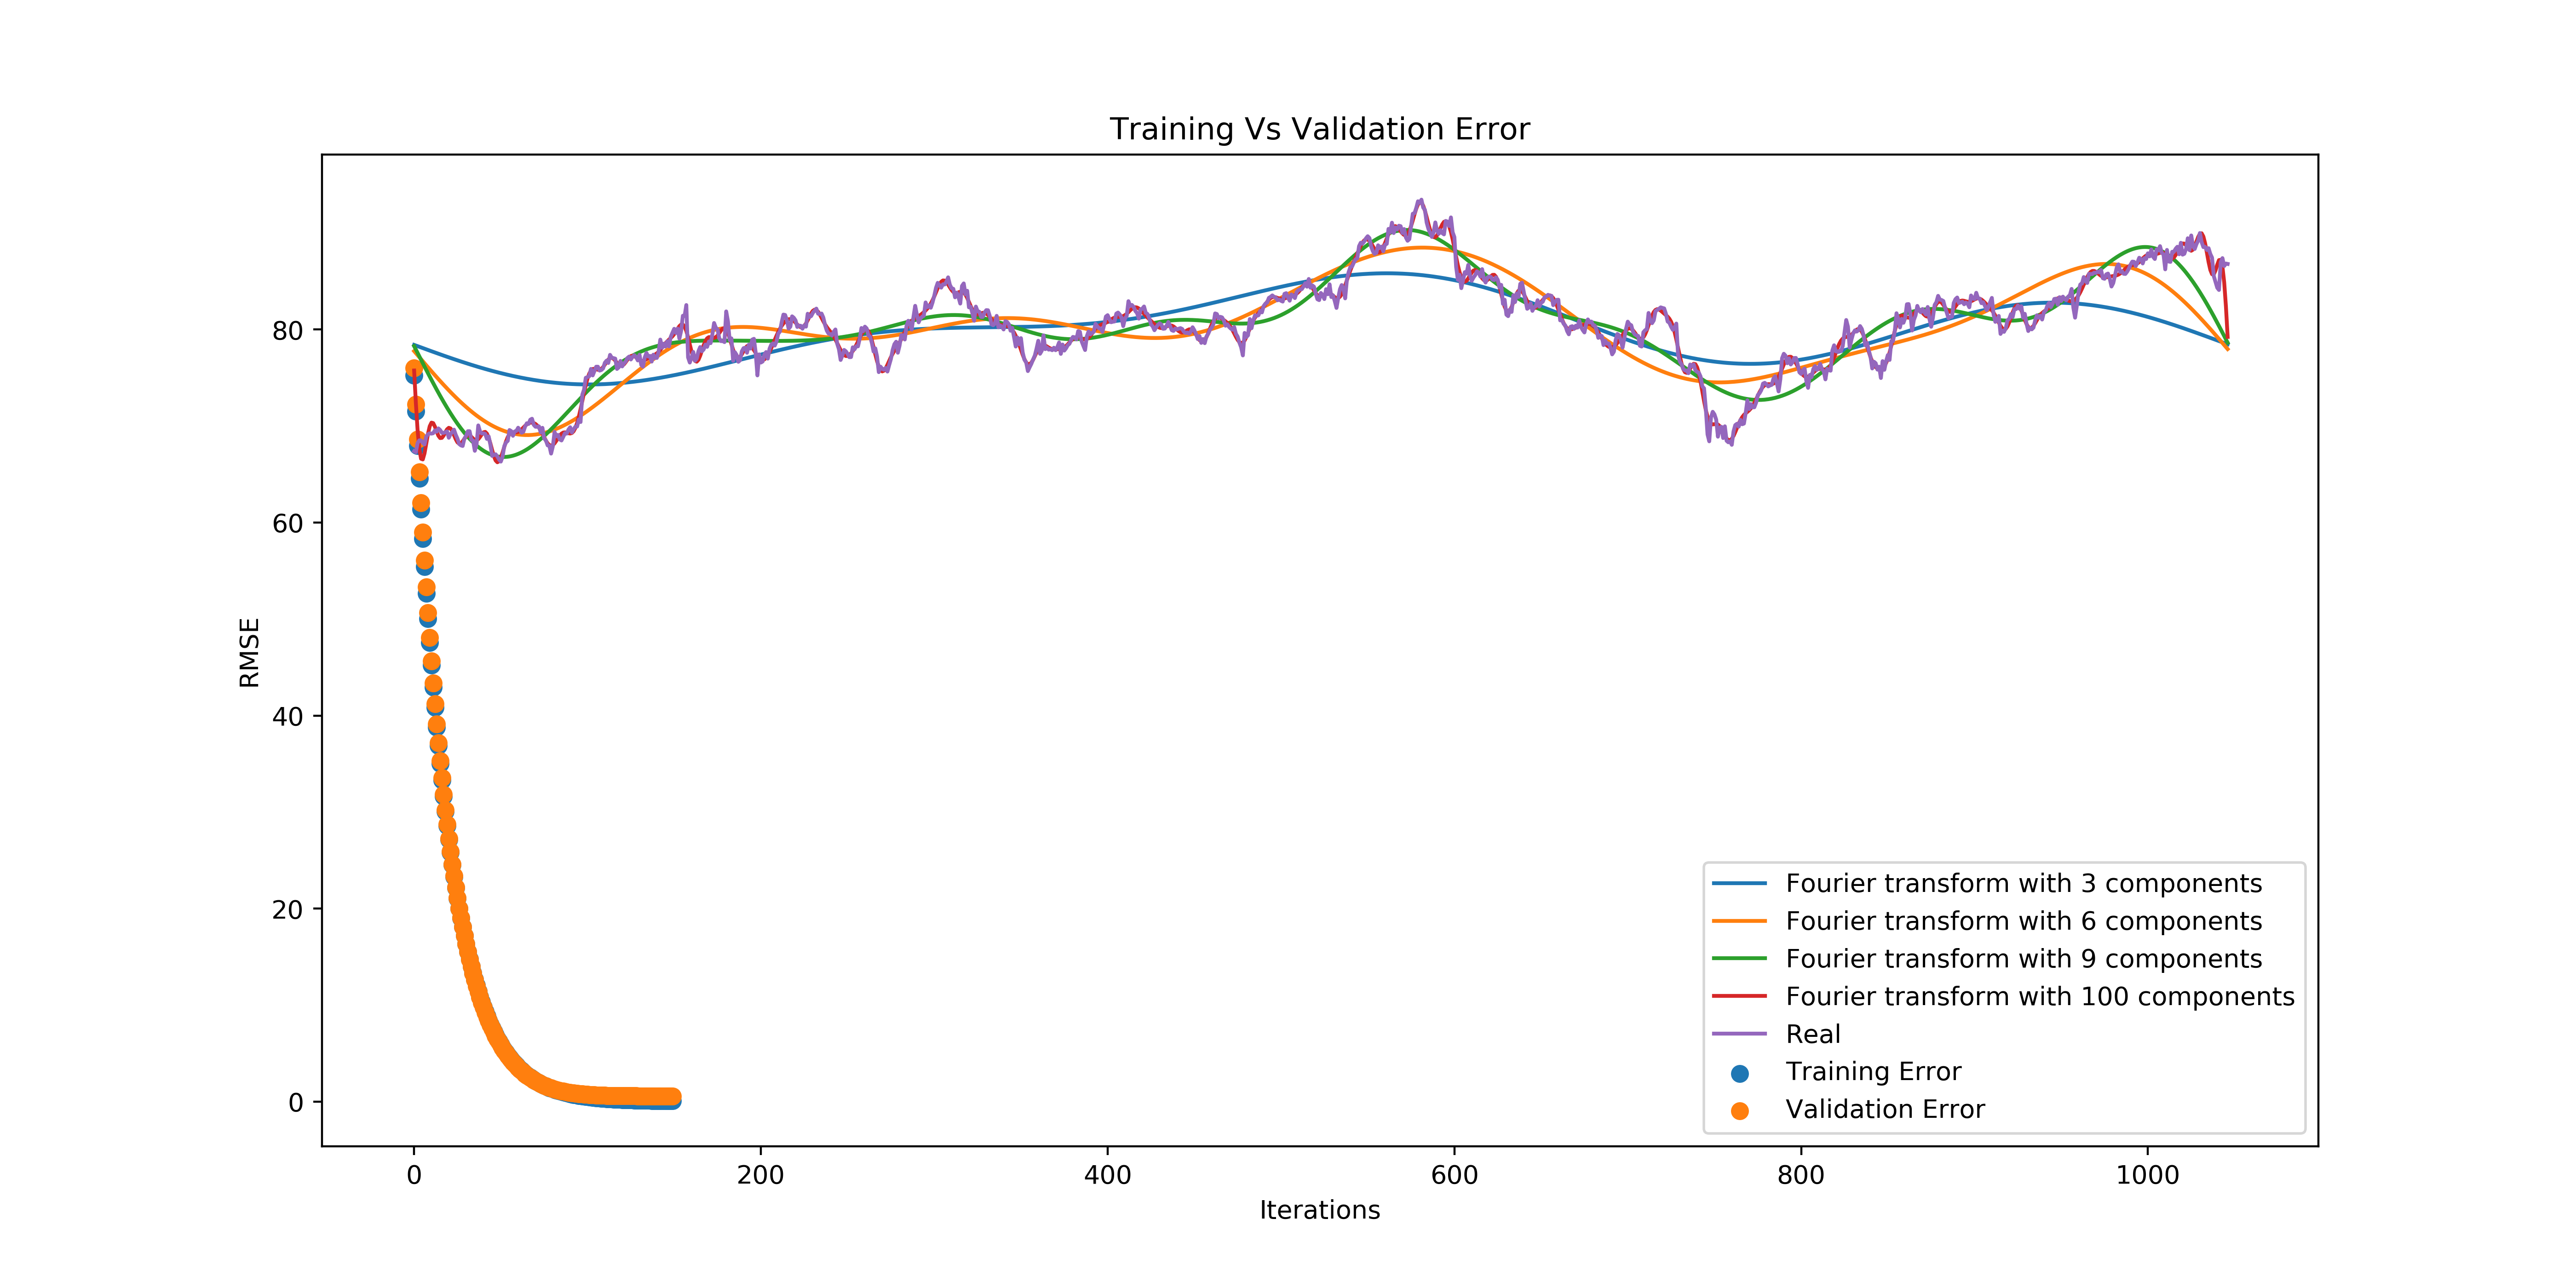 Training Vs Validation Error
RMSE
80
60
40
20
0
0 200 400 600 800 1000
Iterations
Fourier transform with 3 components
Fourier transform with 6 components
Fourier transform with 9 components
Fourier transform with 100 components
Real
Training Error
Validation Error